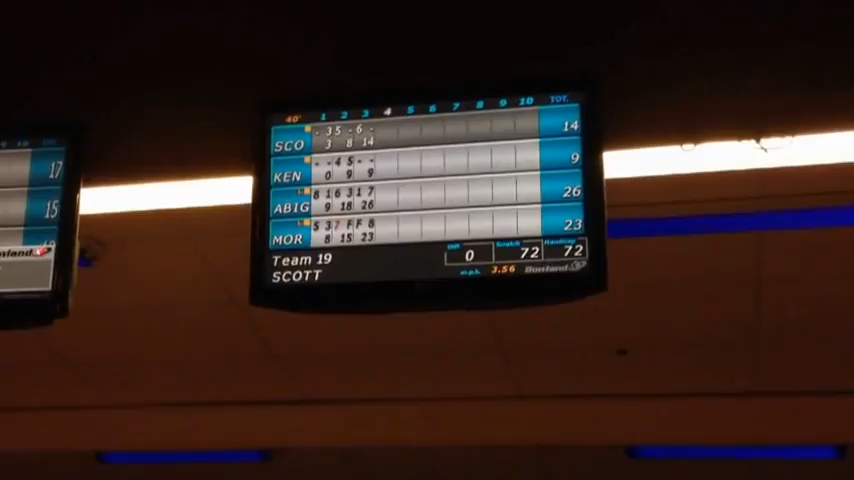 40' 1 2 3 4 5 6 7 8 9 10 TOT.
- 3 5 - 6 -
SCO 3 8 14 14
- - 4 5 - -
KEN 0 9 9 9
8 1 6 3 1 7
ABIG 9 18 26 26
5 3 7 F F 8
MOR 8 15 23 23
Team 19
SCOTT
Diff 0 Scratch 72 Handicap 72
m.p.h. 3.56 Bowland
17
15